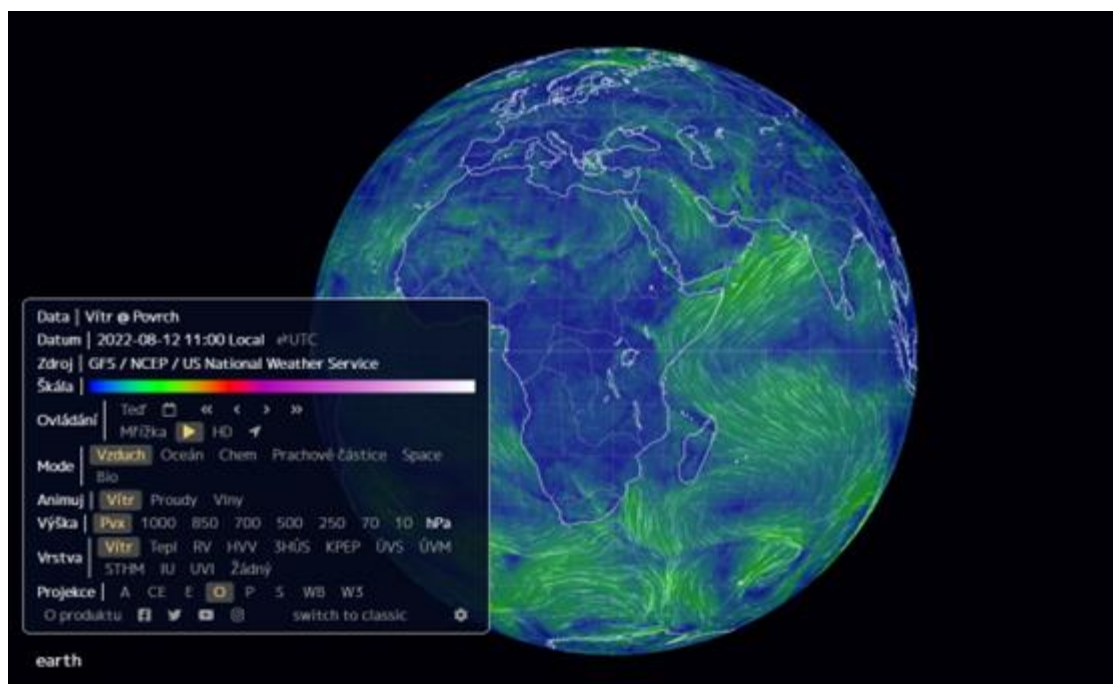 Data | Vítr @ Povrch
Datum | 2022-08-12 11:00 Local ⇄UTC
Zdroj | GFS / NCEP / US National Weather Service
Škála |
Ovládání | Teď « ‹ › »
Mřížka HD
Mode | Vzduch Oceán Chem Prachové částice Space
Bio
Animuj | Vítr Proudy Vlny
Výška | Pvx 1000 850 700 500 250 70 10 hPa
Vrstva | Vítr Tepl RV HVV 3HÚS KPEP ÚVS ÚVM
STHM IU UVI Žádný
Projekce | A CE E O P S WB W3
O produktu switch to classic
earth